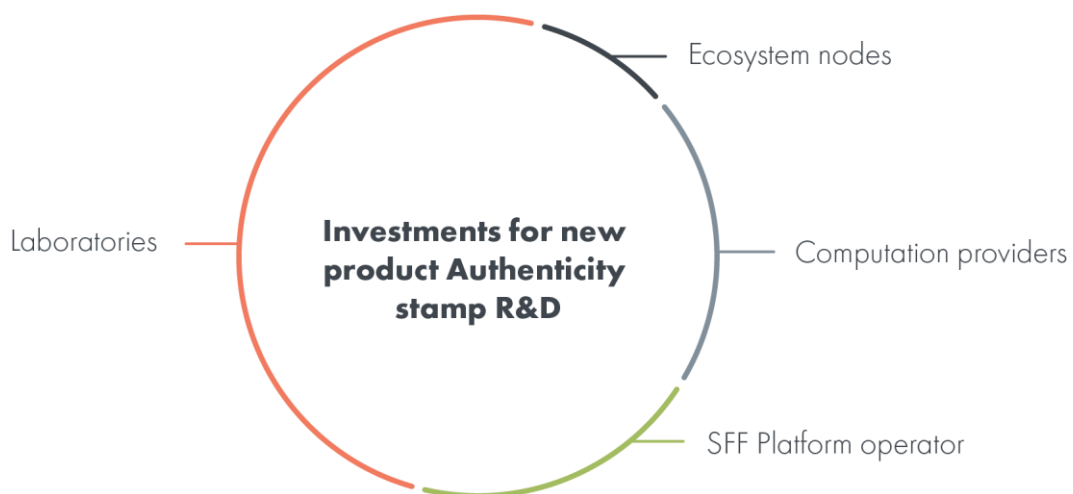 Ecosystem nodes
Laboratories
Investments for new
product Authenticity
stamp R&D
Computation providers
SFF Platform operator